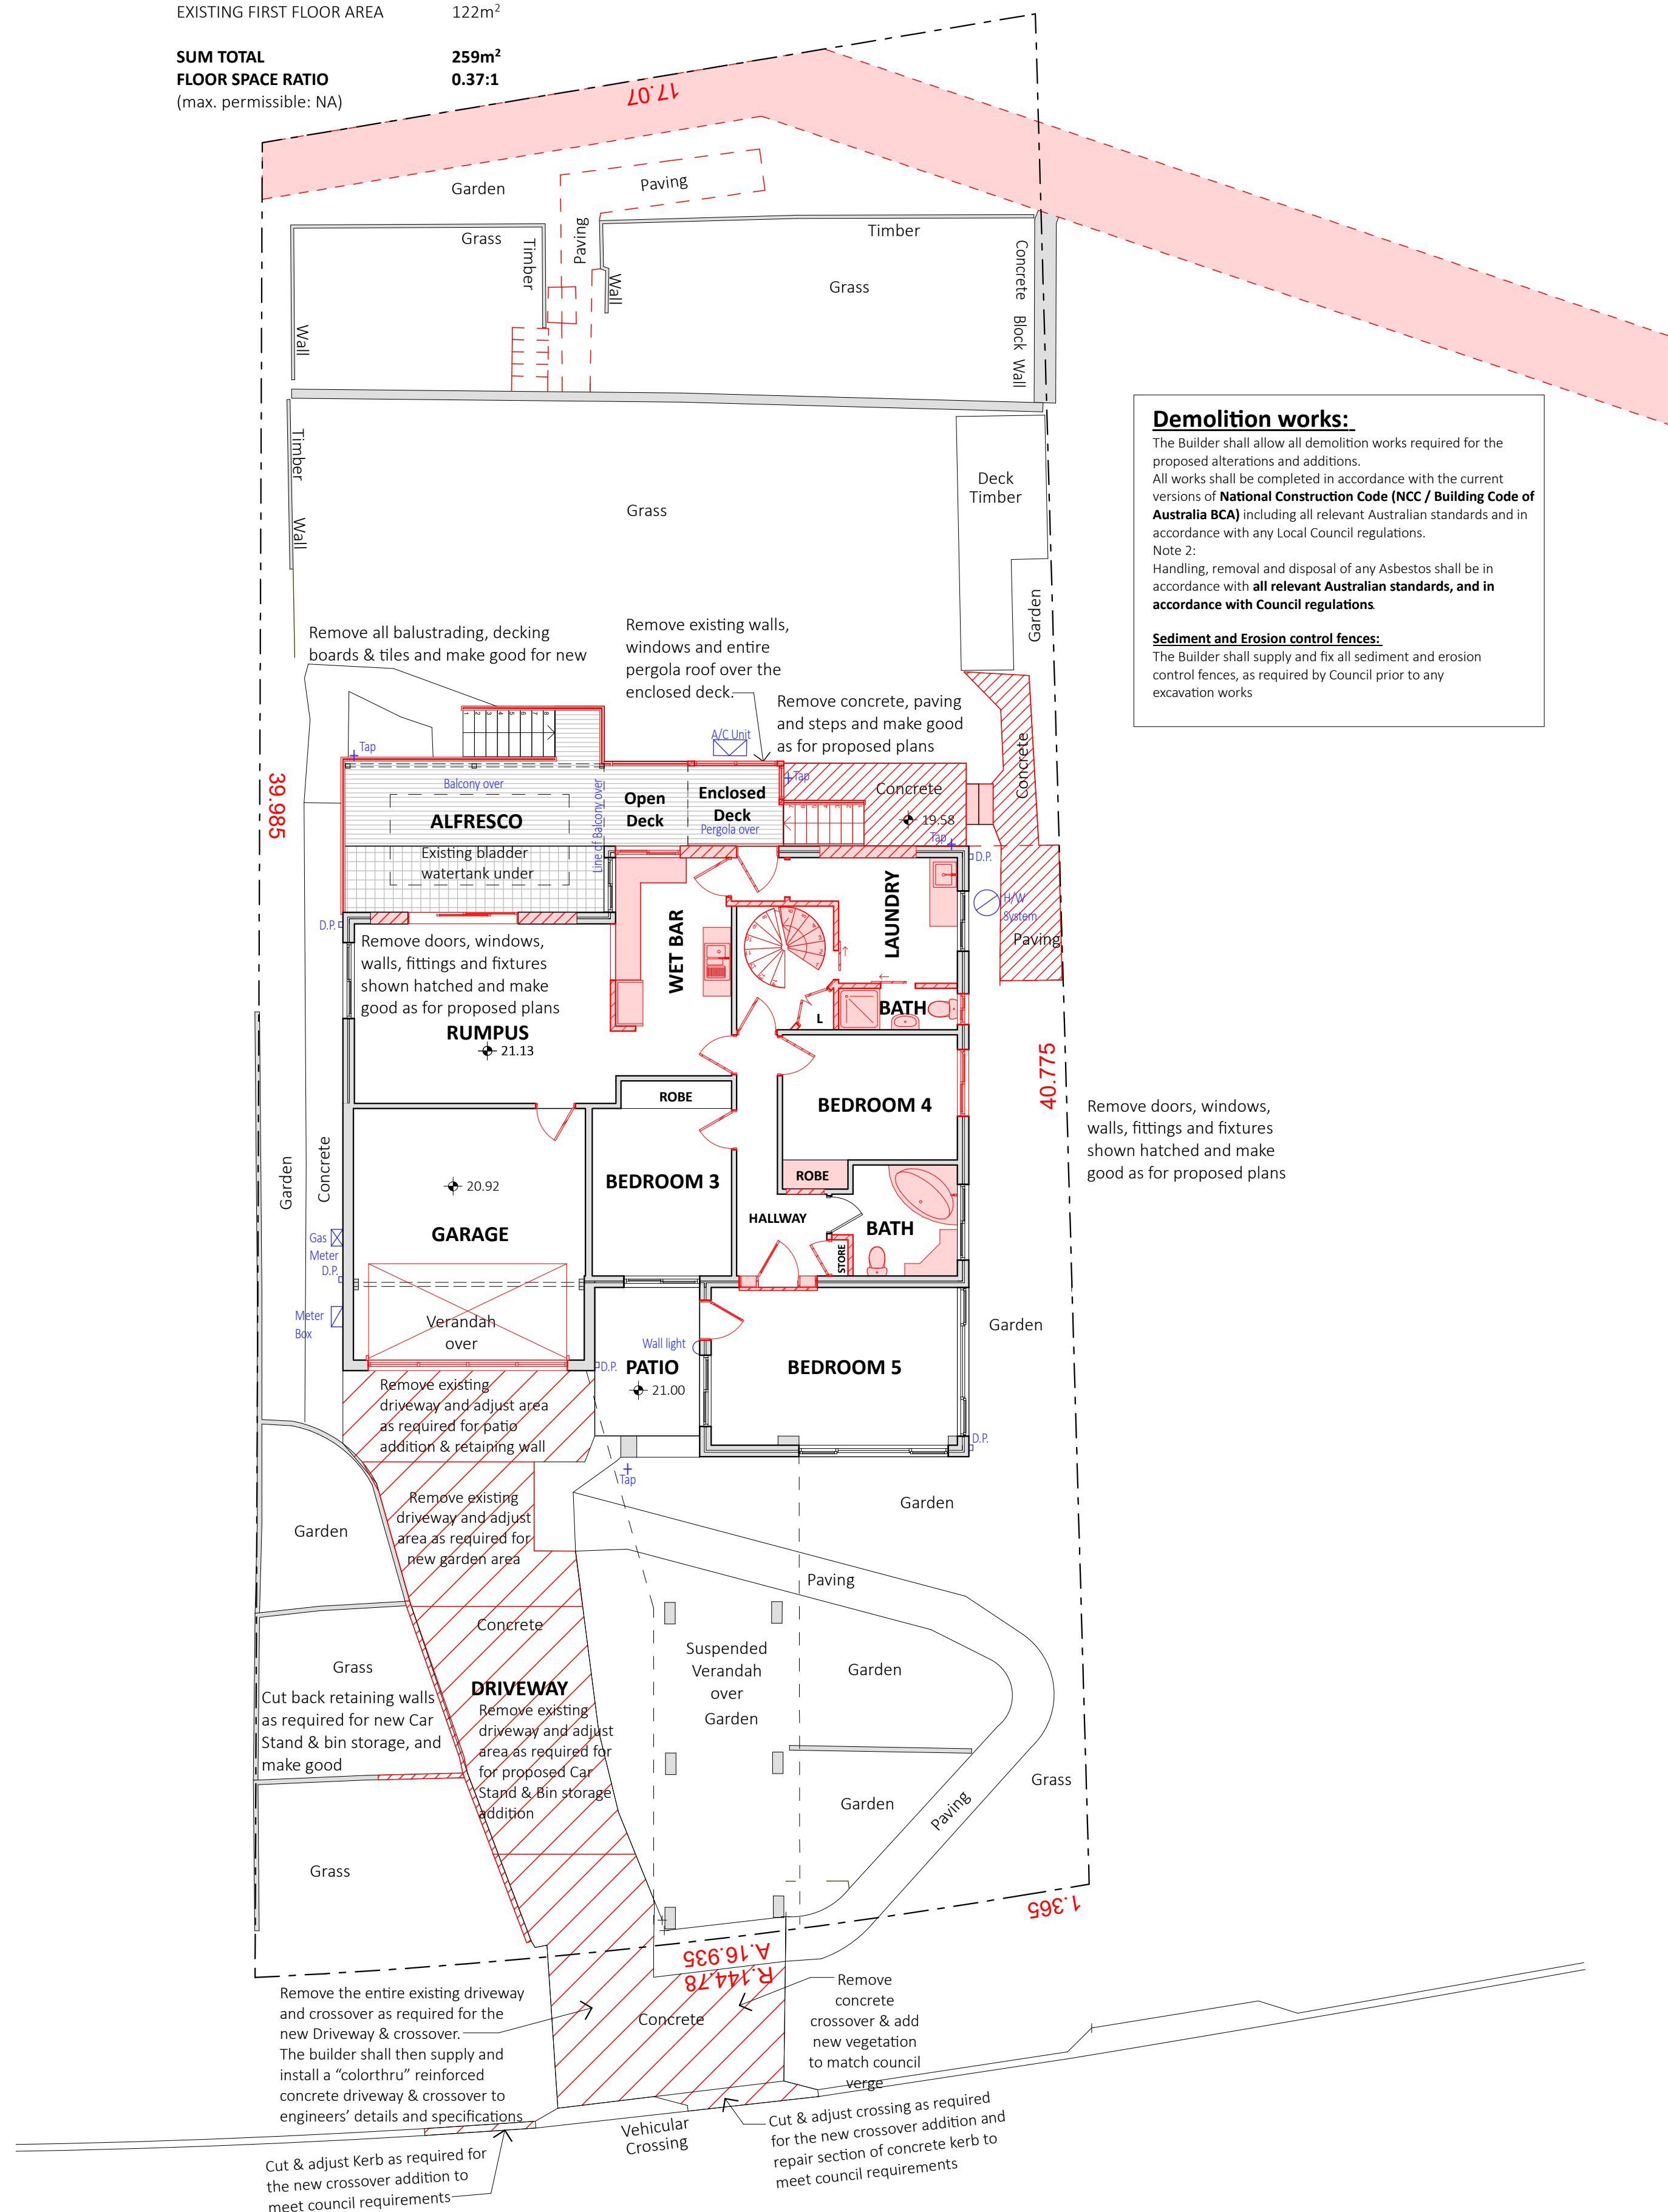 EXISTING FIRST FLOOR AREA 122m²
SUM TOTAL 259m²
FLOOR SPACE RATIO 0.37:1
(max. permissible: NA)
17.07
Garden
Paving
Grass
Timber
Paving
Wall
Timber
Grass
Concrete Block Wall
Wall
Timber Wall
Grass
Deck
Timber
Garden
Demolition works:
The Builder shall allow all demolition works required for the
proposed alterations and additions.
All works shall be completed in accordance with the current
versions of National Construction Code (NCC / Building Code of
Australia BCA) including all relevant Australian standards and in
accordance with any Local Council regulations.
Note 2:
Handling, removal and disposal of any Asbestos shall be in
accordance with all relevant Australian standards, and in
accordance with Council regulations.
Sediment and Erosion control fences:
The Builder shall supply and fix all sediment and erosion
control fences, as required by Council prior to any
excavation works
Remove all balustrading, decking
boards & tiles and make good for new
Remove existing walls,
windows and entire
pergola roof over the
enclosed deck.
Remove concrete, paving
and steps and make good
as for proposed plans
A/C Unit
Tap
39.985
Balcony over
ALFRESCO
Line of Balcony over
Open
Deck
Enclosed
Deck
Pergola over
Tap
Concrete
19.58
Tap
Concrete
D.P.
Existing bladder
watertank under
H/W
System
Paving
D.P.
Remove doors, windows,
walls, fittings and fixtures
shown hatched and make
good as for proposed plans
RUMPUS
21.13
WET BAR
LAUNDRY
L
BATH
40.775
ROBE
BEDROOM 4
Remove doors, windows,
walls, fittings and fixtures
shown hatched and make
good as for proposed plans
Garden
Concrete
20.92
GARAGE
BEDROOM 3
ROBE
HALLWAY
STORE
BATH
Gas
Meter
D.P.
Meter
Box
Verandah
over
Wall light
D.P.
PATIO
21.00
BEDROOM 5
Garden
D.P.
Tap
Remove existing
driveway and adjust area
as required for patio
addition & retaining wall
Remove existing
driveway and adjust
area as required for
new garden area
Garden
Garden
Paving
Concrete
Grass
DRIVEWAY
Cut back retaining walls
as required for new Car
Stand & bin storage, and
make good
Remove existing
driveway and adjust
area as required for
for proposed Car
Stand & Bin storage
addition
Suspended
Verandah
over
Garden
Garden
Garden
Paving
Grass
Grass
1.365
A.16.935
R.144.78
Remove the entire existing driveway
and crossover as required for the
new Driveway & crossover.
The builder shall then supply and
install a “colorthru” reinforced
concrete driveway & crossover to
engineers’ details and specifications
Concrete
Remove
concrete
crossover & add
new vegetation
to match council
verge
Vehicular
Crossing
Cut & adjust crossing as required
for the new crossover addition and
repair section of concrete kerb to
meet council requirements
Cut & adjust Kerb as required for
the new crossover addition to
meet council requirements